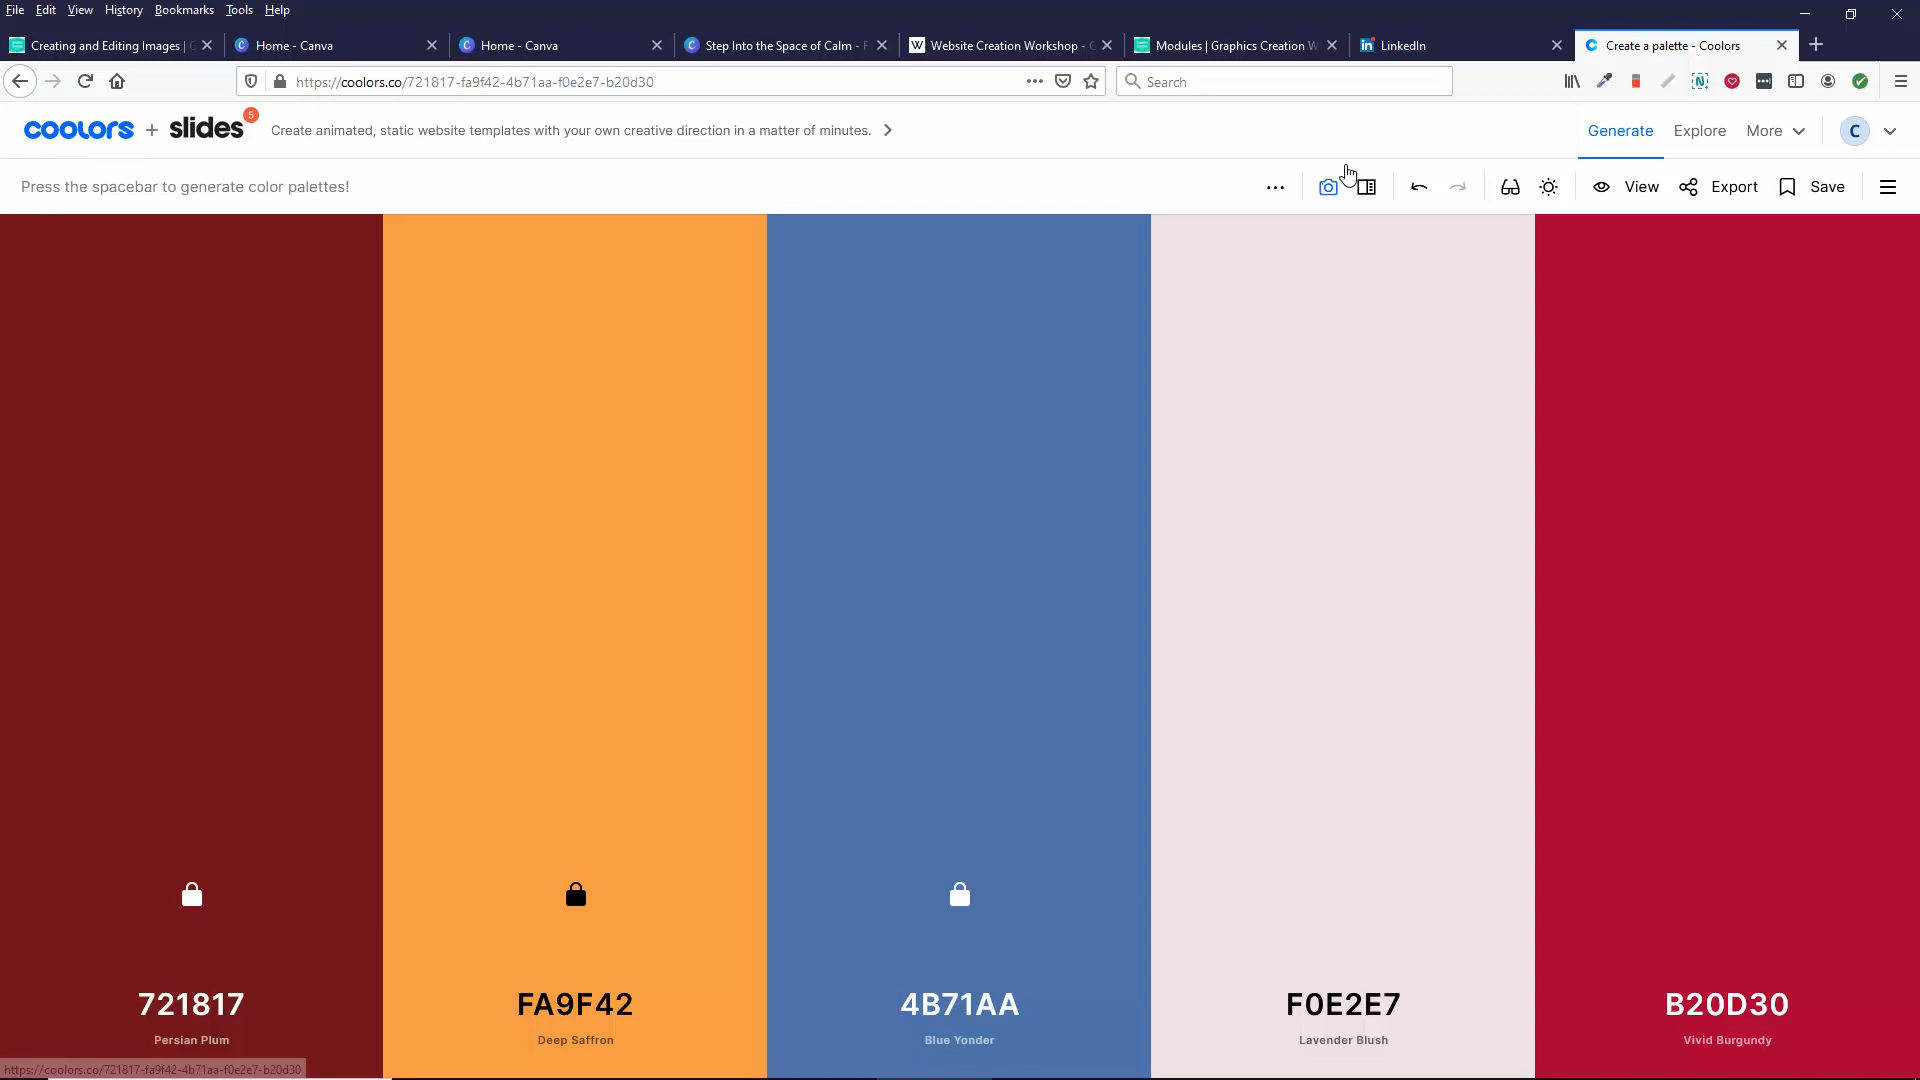 File Edit View History Bookmarks Tools Help
Creating and Editing Images | C
Home - Canva
Home - Canva
Step Into the Space of Calm - F
Website Creation Workshop - C
Modules | Graphics Creation W
LinkedIn
Create a palette - Coolors
https://coolors.co/721817-fa9f42-4b71aa-f0e2e7-b20d30
Search
coolors + slides 5 Create animated, static website templates with your own creative direction in a matter of minutes.
Generate Explore More C
Press the spacebar to generate color palettes!
View Export Save
721817 FA9F42 4B71AA F0E2E7 B20D30
Persian Plum Deep Saffron Blue Yonder Lavender Blush Vivid Burgundy
https://coolors.co/721817-fa9f42-4b71aa-f0e2e7-b20d30